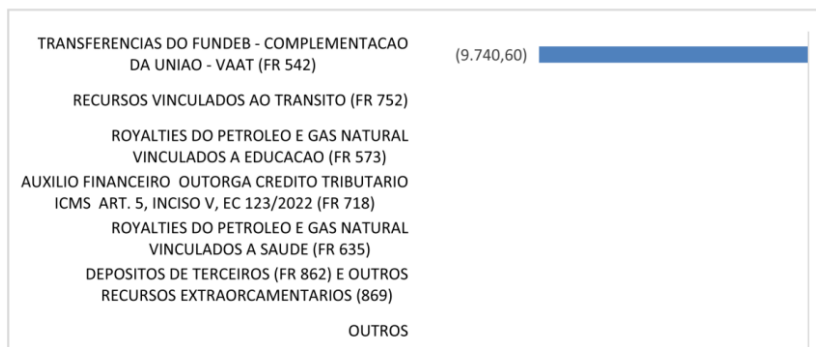 TRANSFERENCIAS DO FUNDEB - COMPLEMENTACAO
DA UNIAO - VAAT (FR 542)
(9.740,60)
RECURSOS VINCULADOS AO TRANSITO (FR 752)
ROYALTIES DO PETROLEO E GAS NATURAL
VINCULADOS A EDUCACAO (FR 573)
AUXILIO FINANCEIRO OUTORGA CREDITO TRIBUTARIO
ICMS ART. 5, INCISO V, EC 123/2022 (FR 718)
ROYALTIES DO PETROLEO E GAS NATURAL
VINCULADOS A SAUDE (FR 635)
DEPOSITOS DE TERCEIROS (FR 862) E OUTROS
RECURSOS EXTRAORCAMENTARIOS (869)
OUTROS